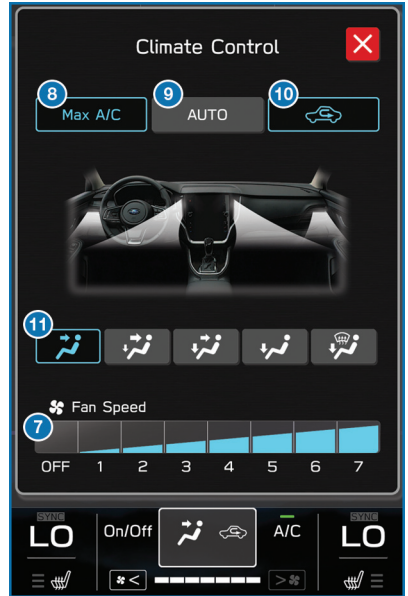 Climate Control
8 9 10
Max A/C AUTO
11
Fan Speed
7
OFF 1 2 3 4 5 6 7
SYNC SYNC
LO On/Off A/C LO
< >